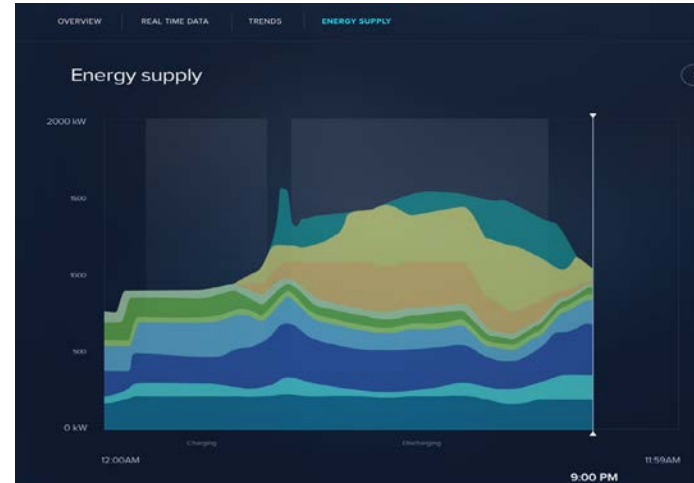 OVERVIEW REAL TIME DATA TRENDS ENERGY SUPPLY
Energy supply
2000 kW
1500
1000
500
0 kW
Charging Discharging
12:00AM 11:59AM
9:00 PM